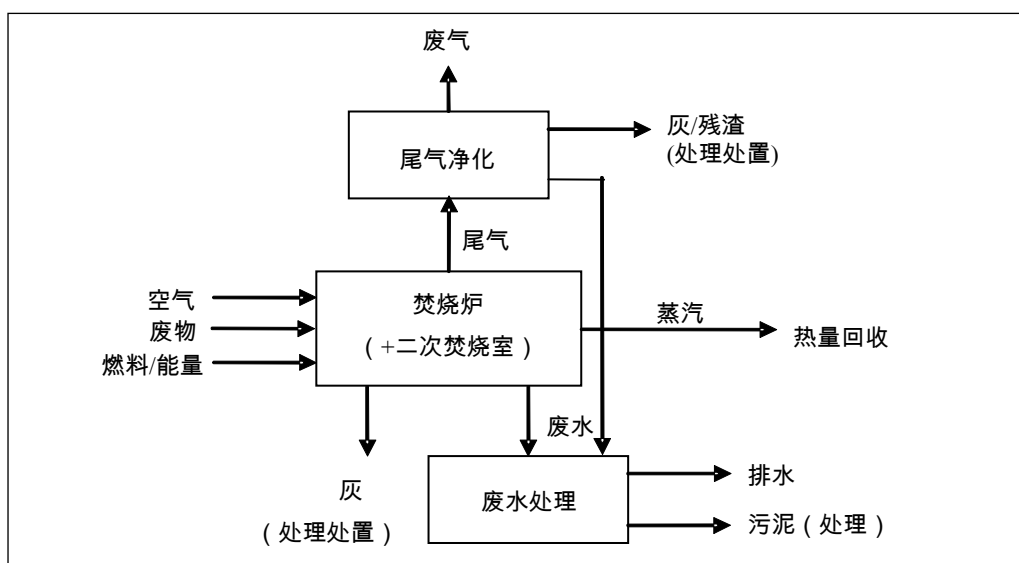 废气
尾气净化
灰/残渣
(处理处置)
尾气
空气
废物
燃料/能量
焚烧炉
（+二次焚烧室）
蒸汽
热量回收
废水
灰
（处理处置）
废水处理
排水
污泥（处理）